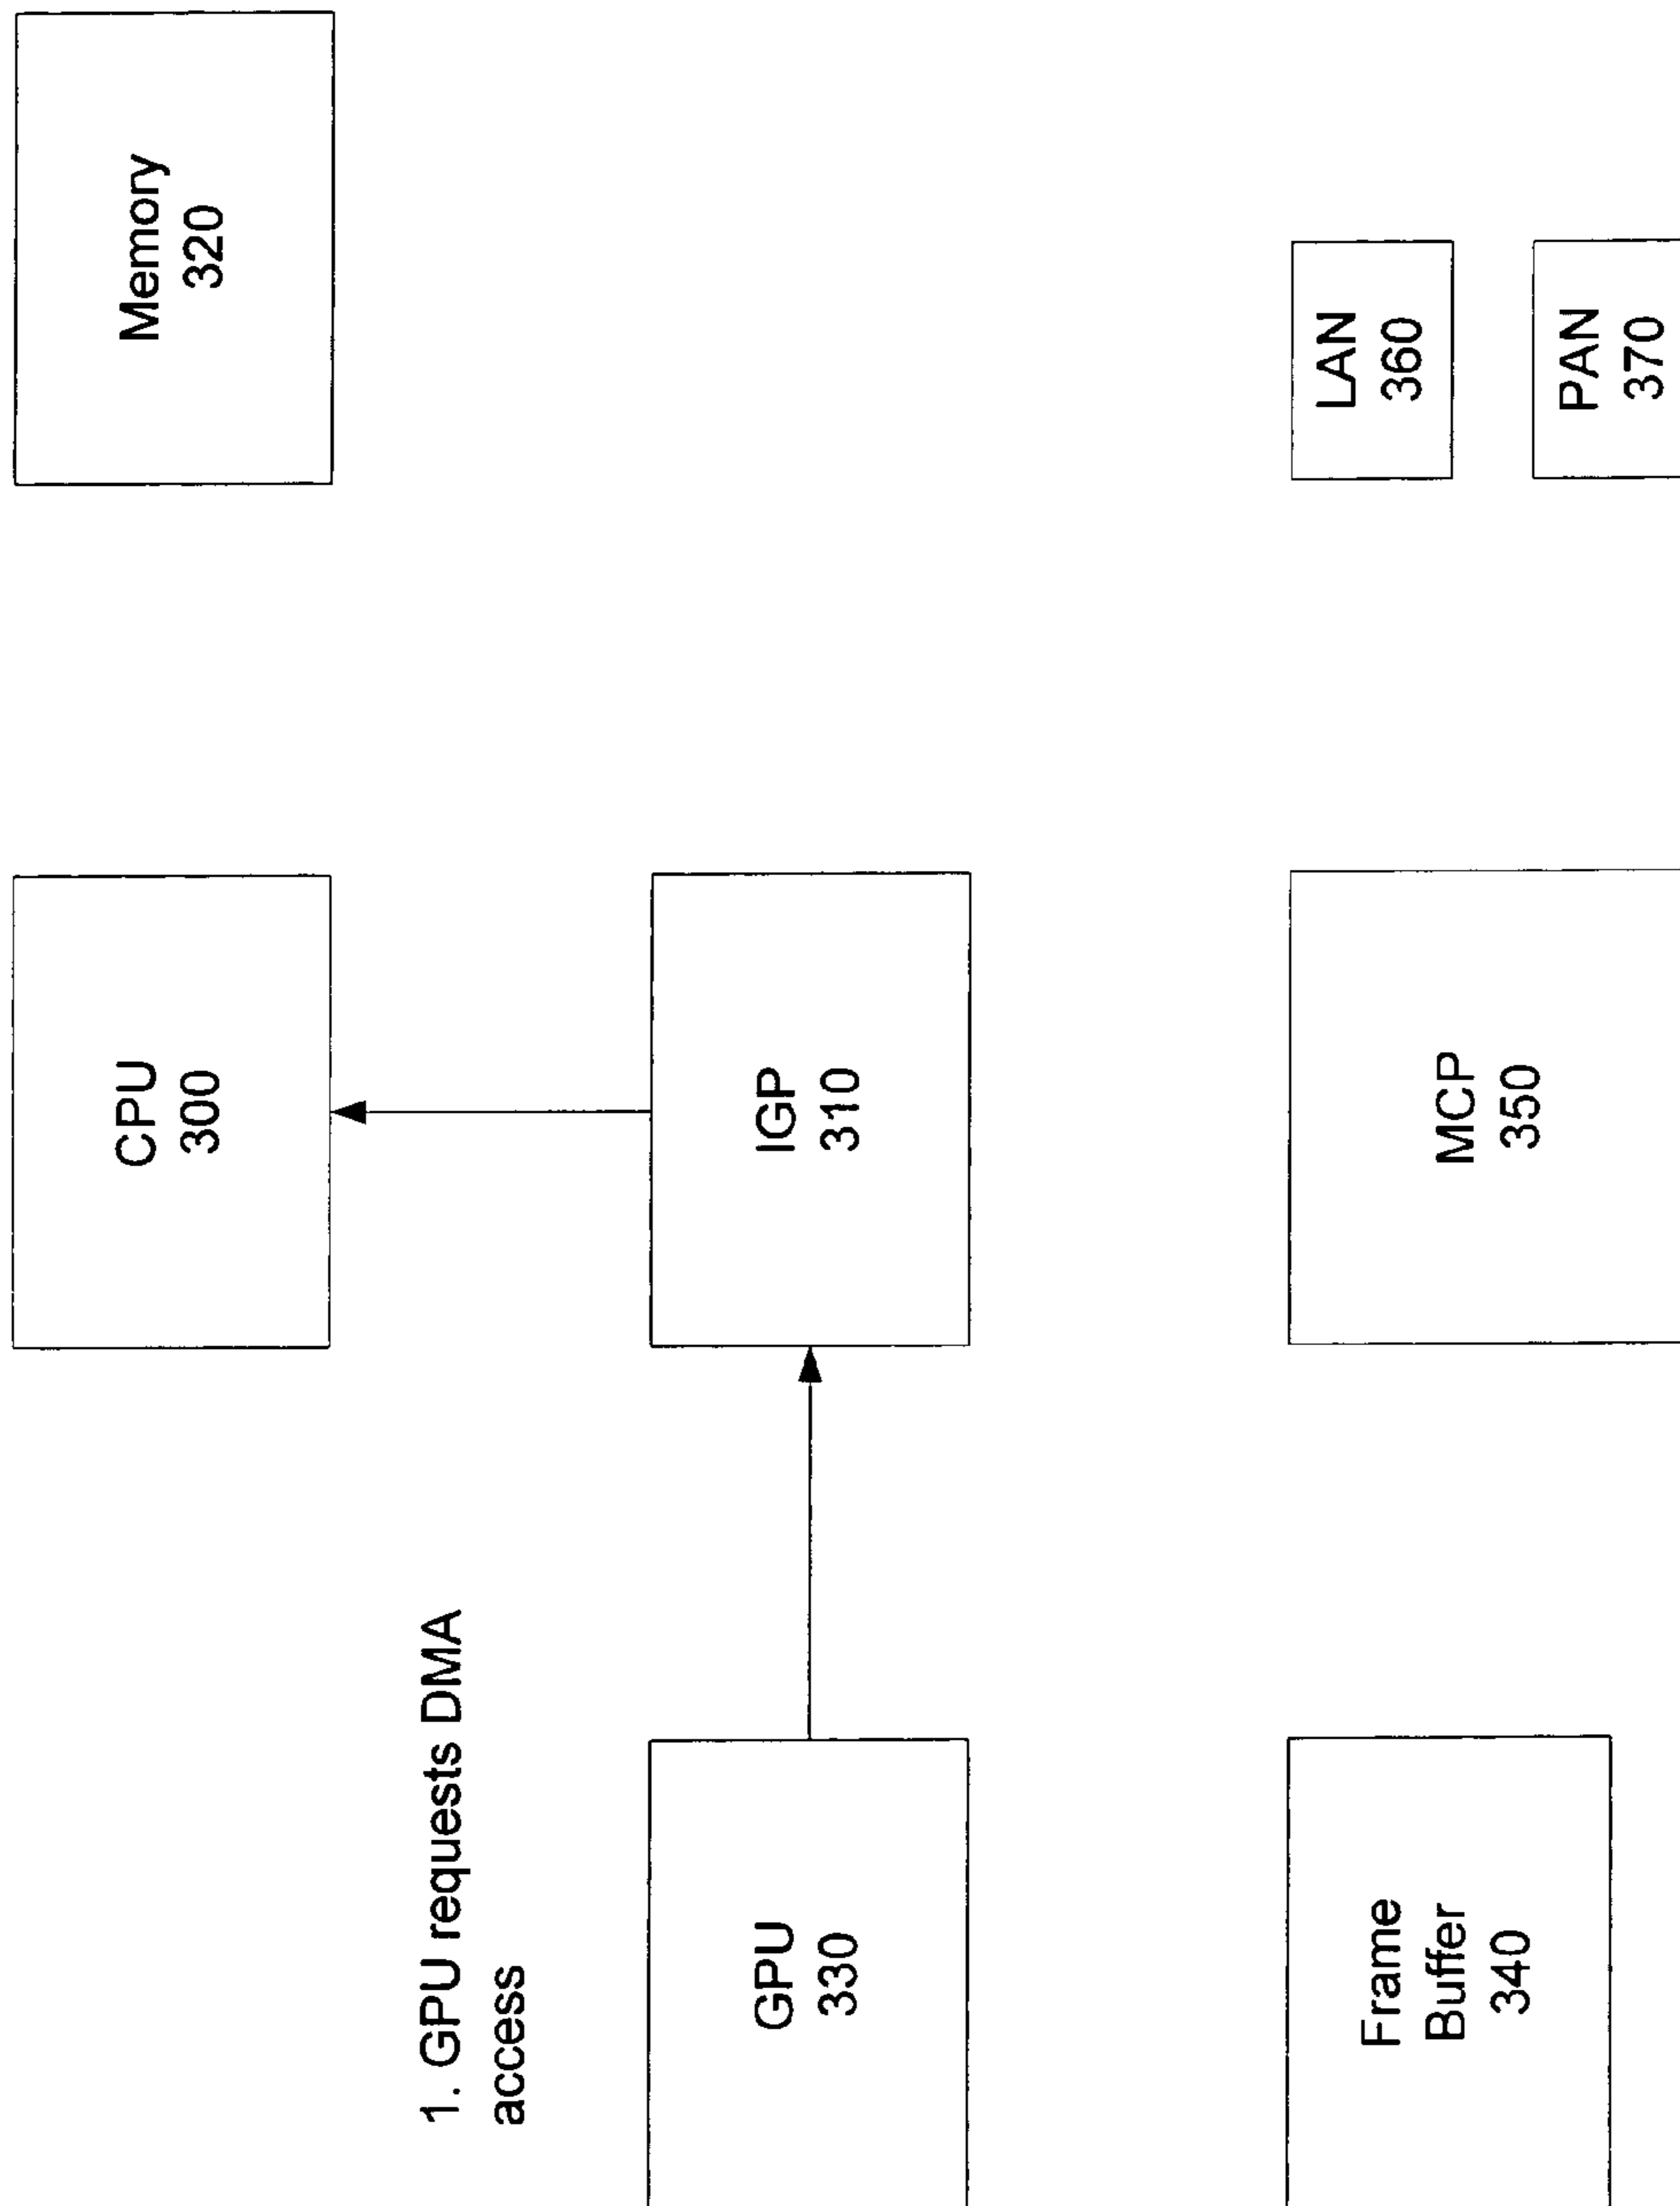 CPU
300
Memory
320
1. GPU requests DMA
access
GPU
330
IGP
310
Frame
Buffer
340
MCP
350
LAN
360
PAN
370